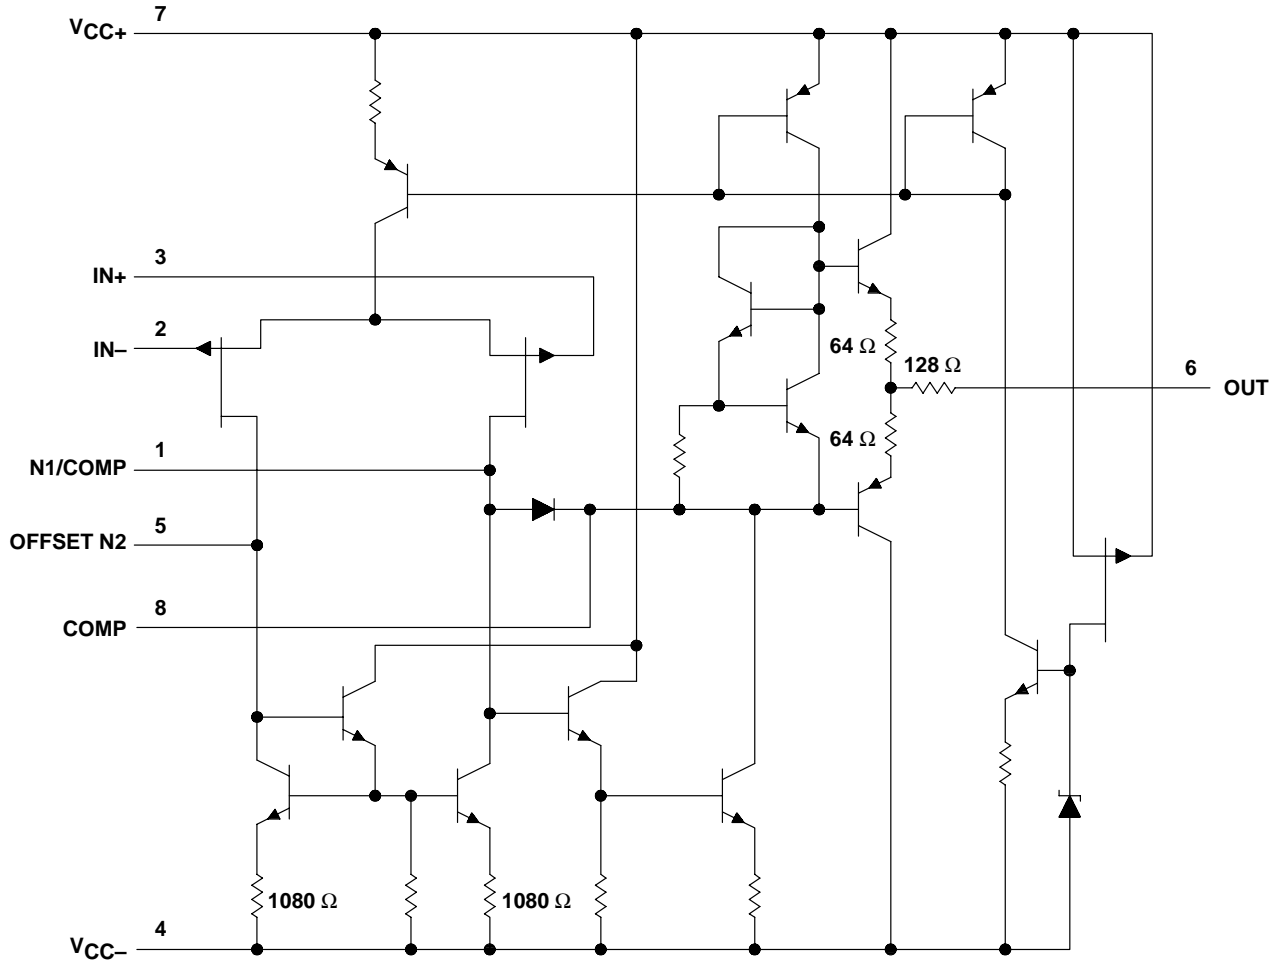 7
VCC+
3
IN+
2
IN–
64 Ω
128 Ω
6
OUT
64 Ω
1
N1/COMP
5
OFFSET N2
8
COMP
1080 Ω
1080 Ω
4
VCC–